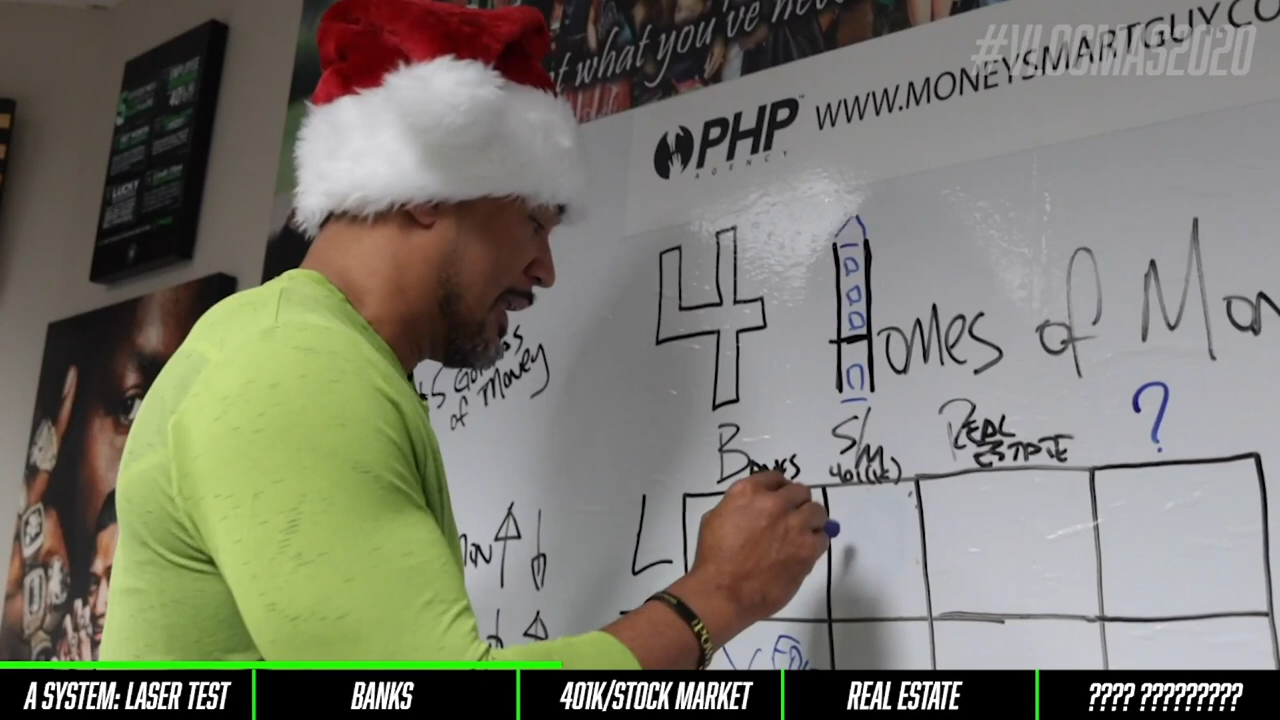 #VLOGMAS2020
t what you've nev
PHP
AGENCY
WWW.MONEYSMARTGUY.CO
LUCKY
4 Homes of Mon
of Money
?
Banks
S/M
401(K)
REAL
ESTATE
L
A SYSTEM: LASER TEST
BANKS
401K/STOCK MARKET
REAL ESTATE
???? ?????????